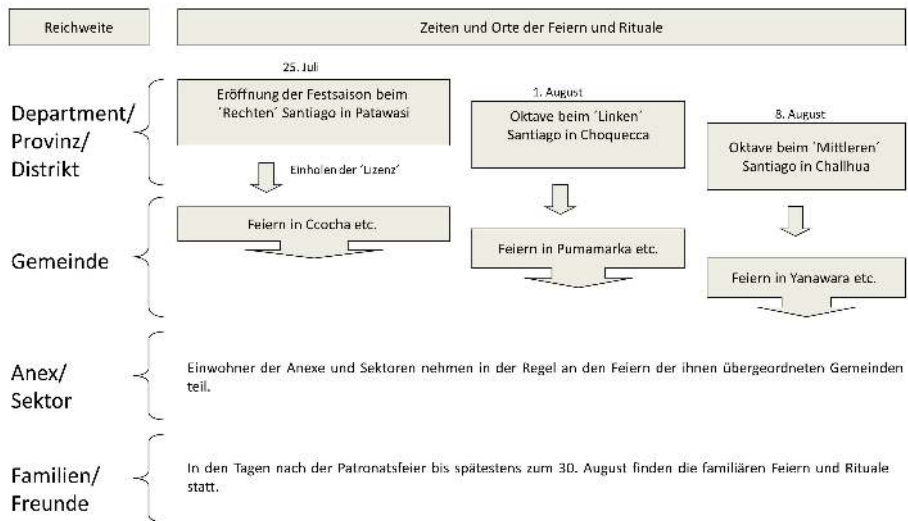 Reichweite
Zeiten und Orte der Feiern und Rituale
Department/
Provinz/
Distrikt
25. Juli
Eröffnung der Festsaison beim
´Rechten´ Santiago in Patawasi
1. August
Oktave beim ´Linken´
Santiago in Choquecca
8. August
Oktave beim ´Mittleren´
Santiago in Challhua
Einholen der ´Lizenz´
Gemeinde
Feiern in Ccocha etc.
Feiern in Pumamarka etc.
Feiern in Yanawara etc.
Anex/
Sektor
Einwohner der Anexe und Sektoren nehmen in der Regel an den Feiern der ihnen übergeordneten Gemeinden
teil.
Familien/
Freunde
In den Tagen nach der Patronatsfeier bis spätestens zum 30. August finden die familiären Feiern und Rituale
statt.